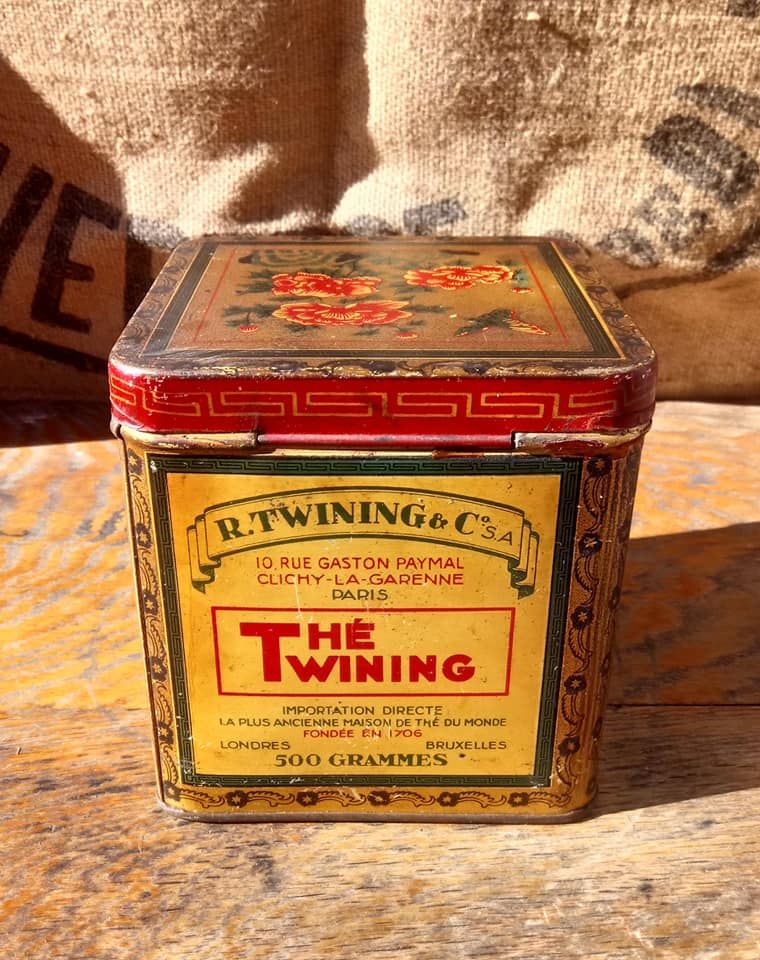 R. TWINING & Cº S.A
10, RUE GASTON PAYMAL
CLICHY-LA-GARENNE
PARIS
THÉ
TWINING
IMPORTATION DIRECTE
LA PLUS ANCIENNE MAISON DE THÉ DU MONDE
FONDÉE EN 1706
LONDRES BRUXELLES
500 GRAMMES